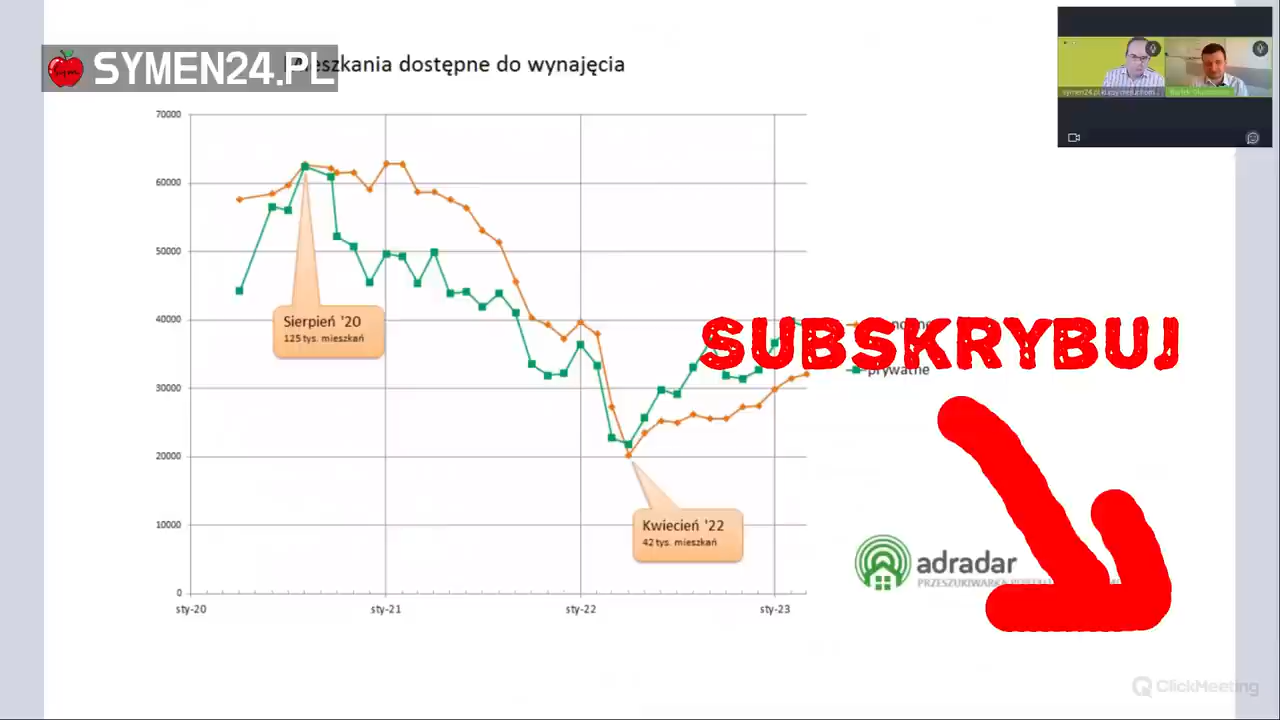 SYMEN24.PL
Mieszkania dostępne do wynajęcia
70000
60000
50000
40000
30000
20000
10000
0
sty-20
sty-21
sty-22
sty-23
Sierpień '20
125 tys. mieszkań
Kwiecień '22
42 tys. mieszkań
SUBSKRYBUJ
prywatne
adradar
PRZESZUKIWARKA
ClickMeeting